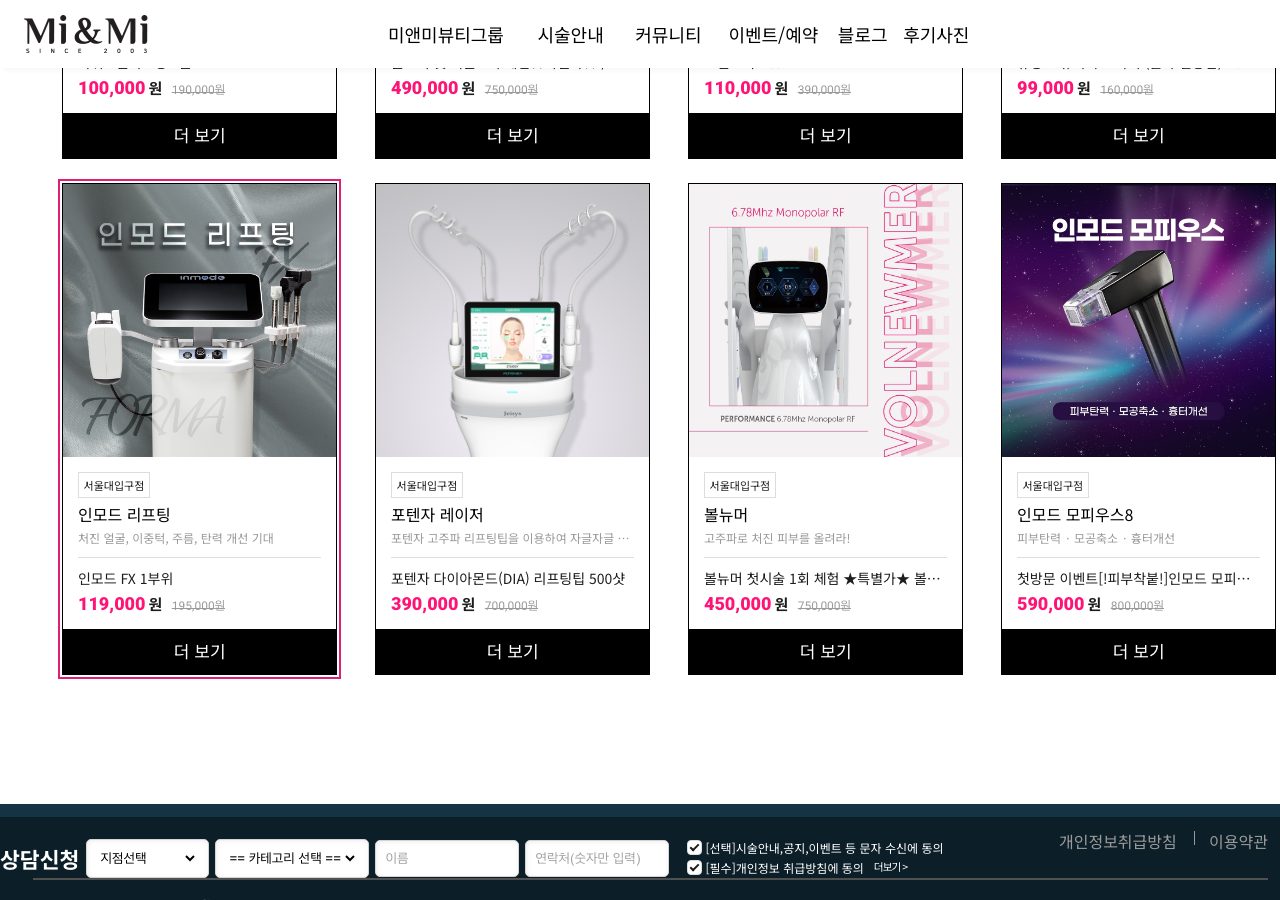 Mi & Mi
SINCE 2003
미앤미뷰티그룹 시술안내 커뮤니티 이벤트/예약 블로그 후기사진
100,000 원 190,000원
490,000 원 750,000원
110,000 원 390,000원
99,000 원 160,000원
더 보기
더 보기
더 보기
더 보기
인모드 리프팅
inmode
FORMA
서울대입구점
인모드 리프팅
처진 얼굴, 이중턱, 주름, 탄력 개선 기대
인모드 FX 1부위
119,000 원 195,000원
더 보기
서울대입구점
포텐자 레이저
포텐자 고주파 리프팅팁을 이용하여 자글자글 …
포텐자 다이아몬드(DIA) 리프팅팁 500샷
390,000 원 700,000원
더 보기
6.78Mhz Monopolar RF
VOLNEWMER
PERFORMANCE 6.78Mhz Monopolar RF
서울대입구점
볼뉴머
고주파로 처진 피부를 올려라!
볼뉴머 첫시술 1회 체험 ★특별가★ 볼…
450,000 원 750,000원
더 보기
인모드 모피우스
피부탄력 · 모공축소 · 흉터개선
서울대입구점
인모드 모피우스8
피부탄력 · 모공축소 · 흉터개선
첫방문 이벤트[!피부착붙!]인모드 모피…
590,000 원 800,000원
더 보기
개인정보취급방침 | 이용약관
상담신청 지점선택 == 카테고리 선택 == 이름 연락처(숫자만 입력)
[선택]시술안내,공지,이벤트 등 문자 수신에 동의
[필수]개인정보 취급방침에 동의 더보기>